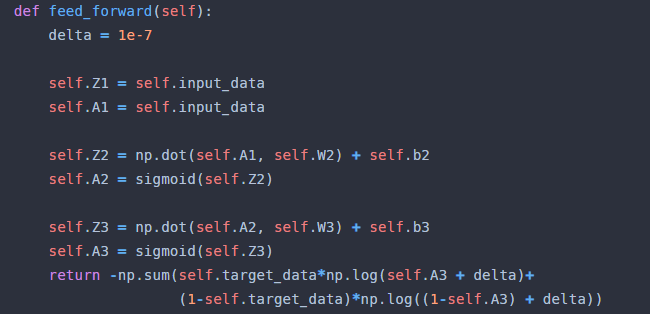 def feed_forward(self):
    delta = 1e-7

    self.Z1 = self.input_data
    self.A1 = self.input_data

    self.Z2 = np.dot(self.A1, self.W2) + self.b2
    self.A2 = sigmoid(self.Z2)

    self.Z3 = np.dot(self.A2, self.W3) + self.b3
    self.A3 = sigmoid(self.Z3)
    return -np.sum(self.target_data*np.log(self.A3 + delta)+
                   (1-self.target_data)*np.log((1-self.A3) + delta))